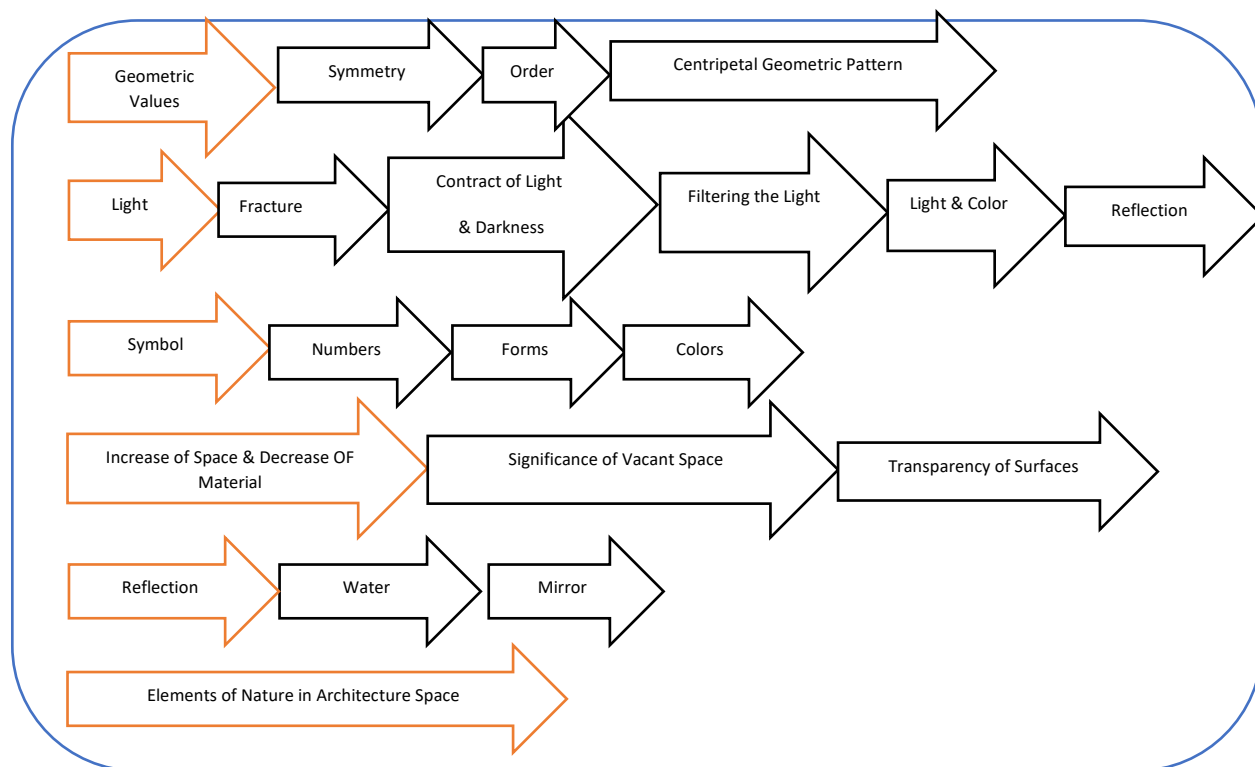 Geometric
Values
Symmetry
Order
Centripetal Geometric Pattern
Light
Fracture
Contract of Light
& Darkness
Filtering the Light
Light & Color
Reflection
Symbol
Numbers
Forms
Colors
Increase of Space & Decrease OF
Material
Significance of Vacant Space
Transparency of Surfaces
Reflection
Water
Mirror
Elements of Nature in Architecture Space